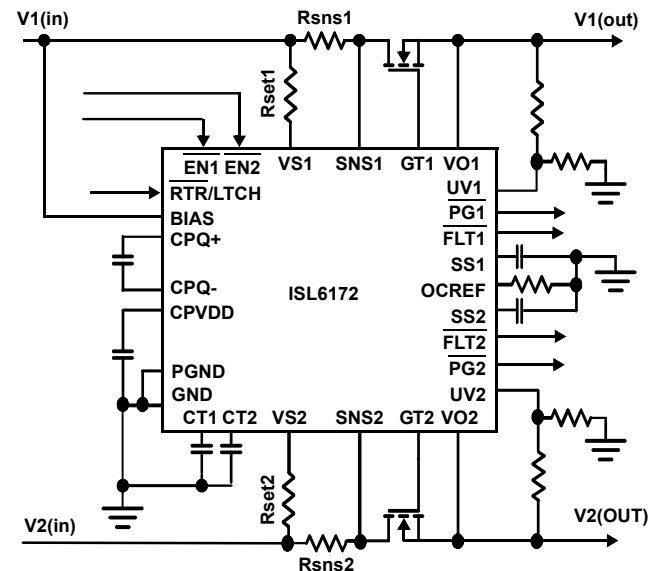 V1(in)
Rsns1
V1(out)
Rset1
EN1 EN2 VS1 SNS1 GT1 VO1
RTR/LTCH
UV1
BIAS
PG1
CPQ+
FLT1
SS1
CPQ-
ISL6172
OCREF
CPVDD
SS2
FLT2
PGND
PG2
GND
UV2
CT1 CT2 VS2 SNS2 GT2 VO2
Rset2
V2(in)
V2(OUT)
Rsns2